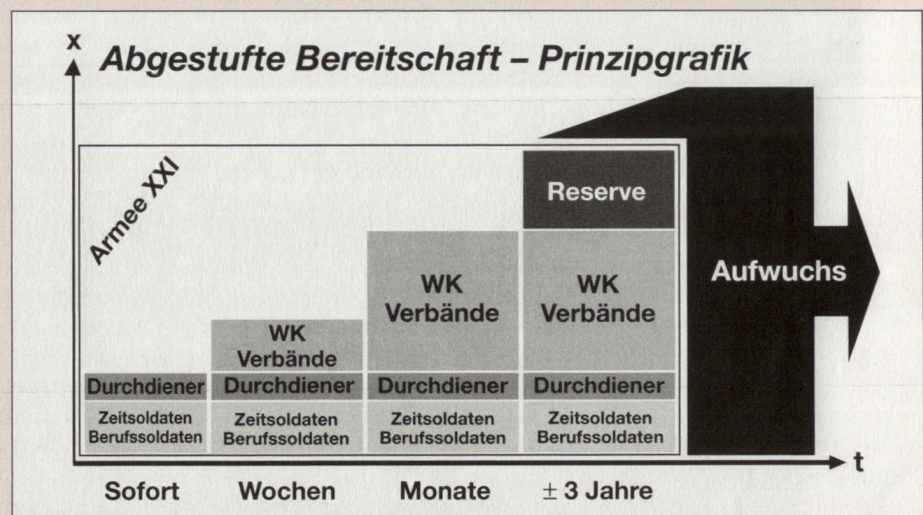 x
Abgestufte Bereitschaft – Prinzipgrafik
Armee XXI
Reserve
WK
Verbände
WK
Verbände
Aufwuchs
WK
Verbände
Durchdiener
Durchdiener
Durchdiener
Durchdiener
Zeitsoldaten
Berufssoldaten
Zeitsoldaten
Berufssoldaten
Zeitsoldaten
Berufssoldaten
Zeitsoldaten
Berufssoldaten
t
Sofort
Wochen
Monate
± 3 Jahre